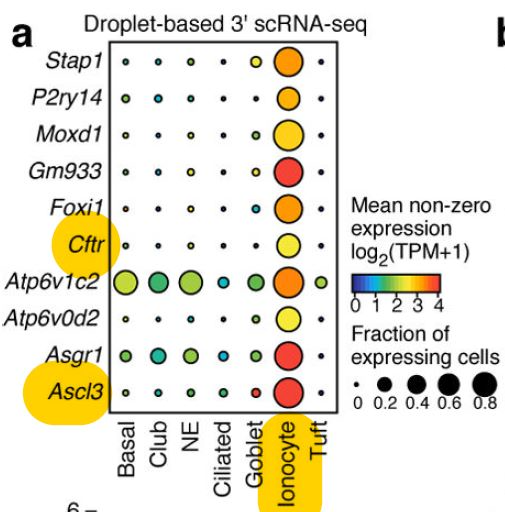 a
b
Droplet-based 3' scRNA-seq
Stap1
P2ry14
Moxd1
Gm933
Foxi1
Cftr
Atp6v1c2
Atp6v0d2
Asgr1
Ascl3
Basal
Club
NE
Ciliated
Goblet
Ionocyte
Tuft
Mean non-zero
expression
log2(TPM+1)
0 1 2 3 4
Fraction of
expressing cells
0 0.2 0.4 0.6 0.8
6